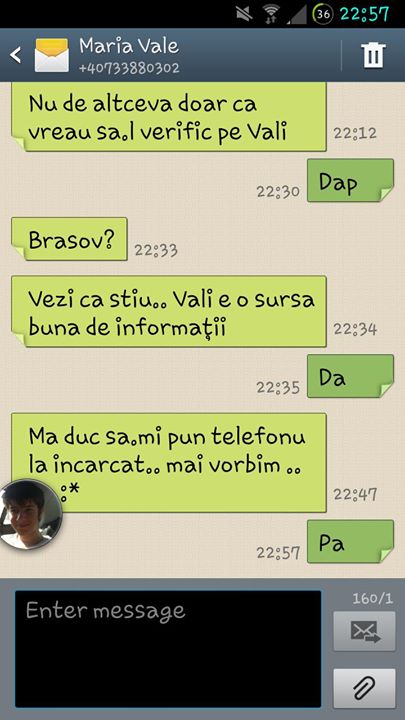 36 22:57
Maria Vale
+40733880302
Nu de altceva doar ca
vreau sa.l verific pe Vali
22:12
Dap
22:30
Brasov?
22:33
Vezi ca stiu.. Vali e o sursa
buna de informații
22:34
Da
22:35
Ma duc sa.mi pun telefonu
la incarcat.. mai vorbim ..
:*
22:47
Pa
22:57
Enter message
160/1